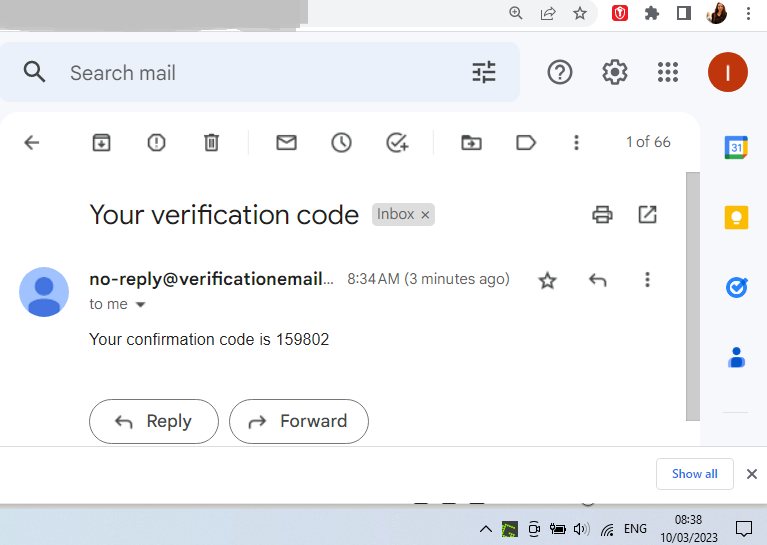 Search mail
I
1 of 66
31
Your verification code
Inbox ×
no-reply@verificationemail... 8:34 AM (3 minutes ago)
to me
Your confirmation code is 159802
Reply
Forward
Show all
ENG
08:38
10/03/2023